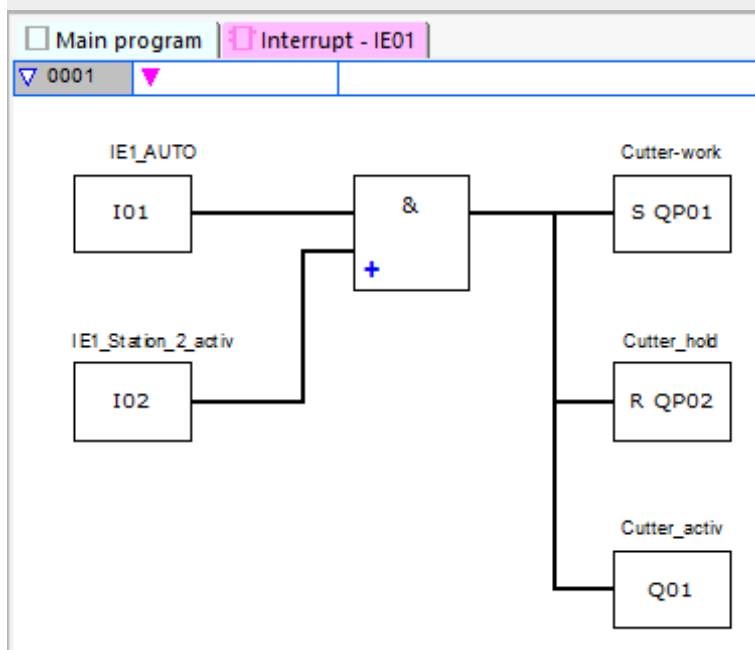 Main program Interrupt - IE01
0001
IE1_AUTO
I01
&
+
Cutter-work
S QP01
IE1_Station_2_activ
I02
Cutter_hold
R QP02
Cutter_activ
Q01